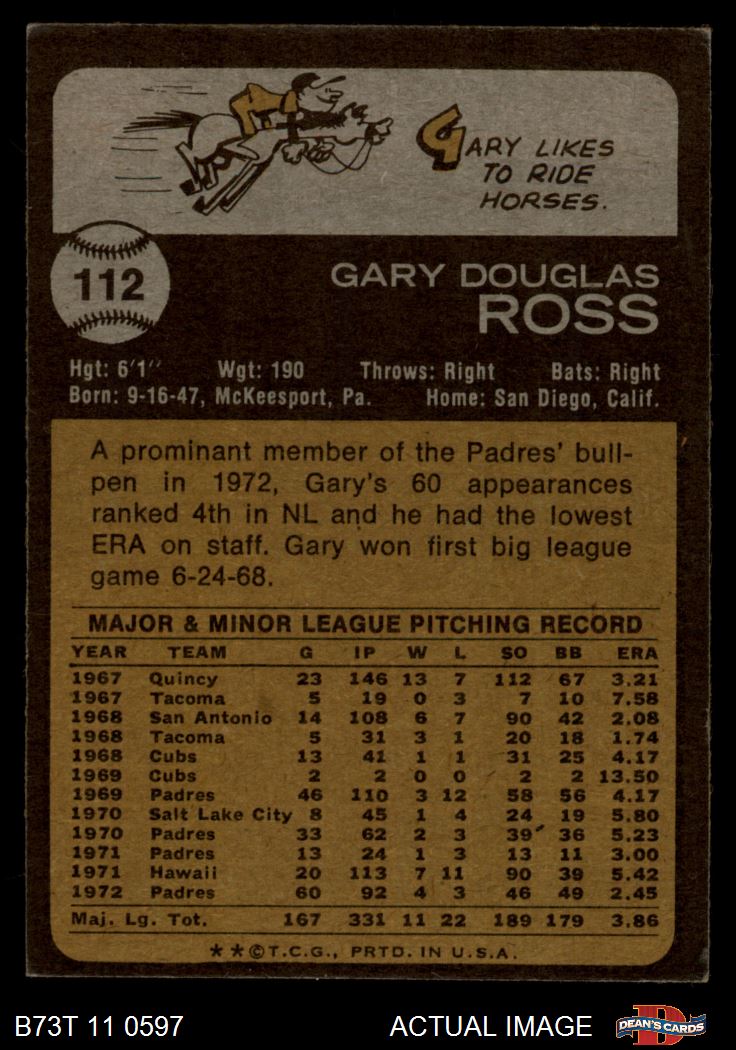 GARY LIKES
TO RIDE
HORSES.
112
GARY DOUGLAS
ROSS
Hgt: 6'1" Wgt: 190 Throws: Right Bats: Right
Born: 9-16-47, McKeesport, Pa. Home: San Diego, Calif.
A prominant member of the Padres' bull-
pen in 1972, Gary's 60 appearances
ranked 4th in NL and he had the lowest
ERA on staff. Gary won first big league
game 6-24-68.
MAJOR & MINOR LEAGUE PITCHING RECORD
YEAR TEAM G IP W L SO BB ERA
1967 Quincy 23 146 13 7 112 67 3.21
1967 Tacoma 5 19 0 3 7 10 7.58
1968 San Antonio 14 108 6 7 90 42 2.08
1968 Tacoma 5 31 3 1 20 18 1.74
1968 Cubs 13 41 1 1 31 25 4.17
1969 Cubs 2 2 0 0 2 2 13.50
1969 Padres 46 110 3 12 58 56 4.17
1970 Salt Lake City 8 45 1 4 24 19 5.80
1970 Padres 33 62 2 3 39 36 5.23
1971 Padres 13 24 1 3 13 11 3.00
1971 Hawaii 20 113 7 11 90 39 5.42
1972 Padres 60 92 4 3 46 49 2.45
Maj. Lg. Tot. 167 331 11 22 189 179 3.86
**©T.C.G., PRTD. IN U.S.A.
B73T 11 0597 ACTUAL IMAGE
D
DEAN'S CARDS